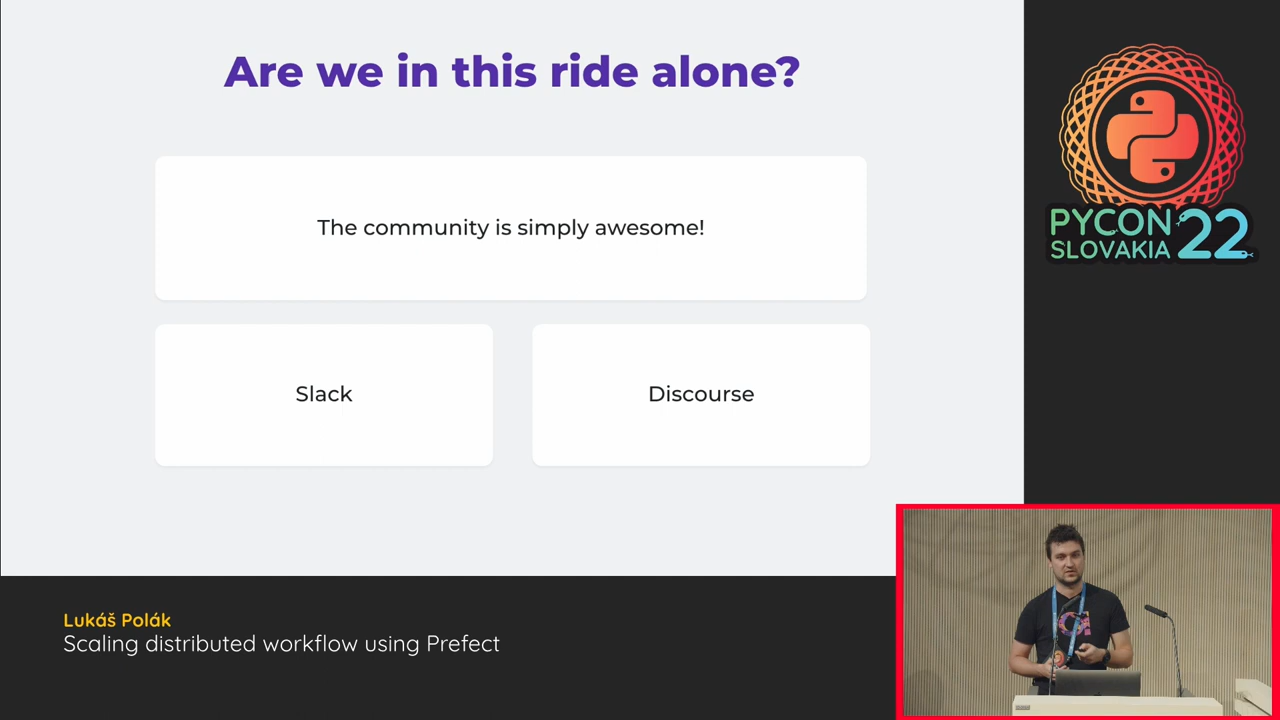 Are we in this ride alone?
The community is simply awesome!
Slack
Discourse
PYCON
SLOVAKIA
22
Lukáš Polák
Scaling distributed workflow using Prefect